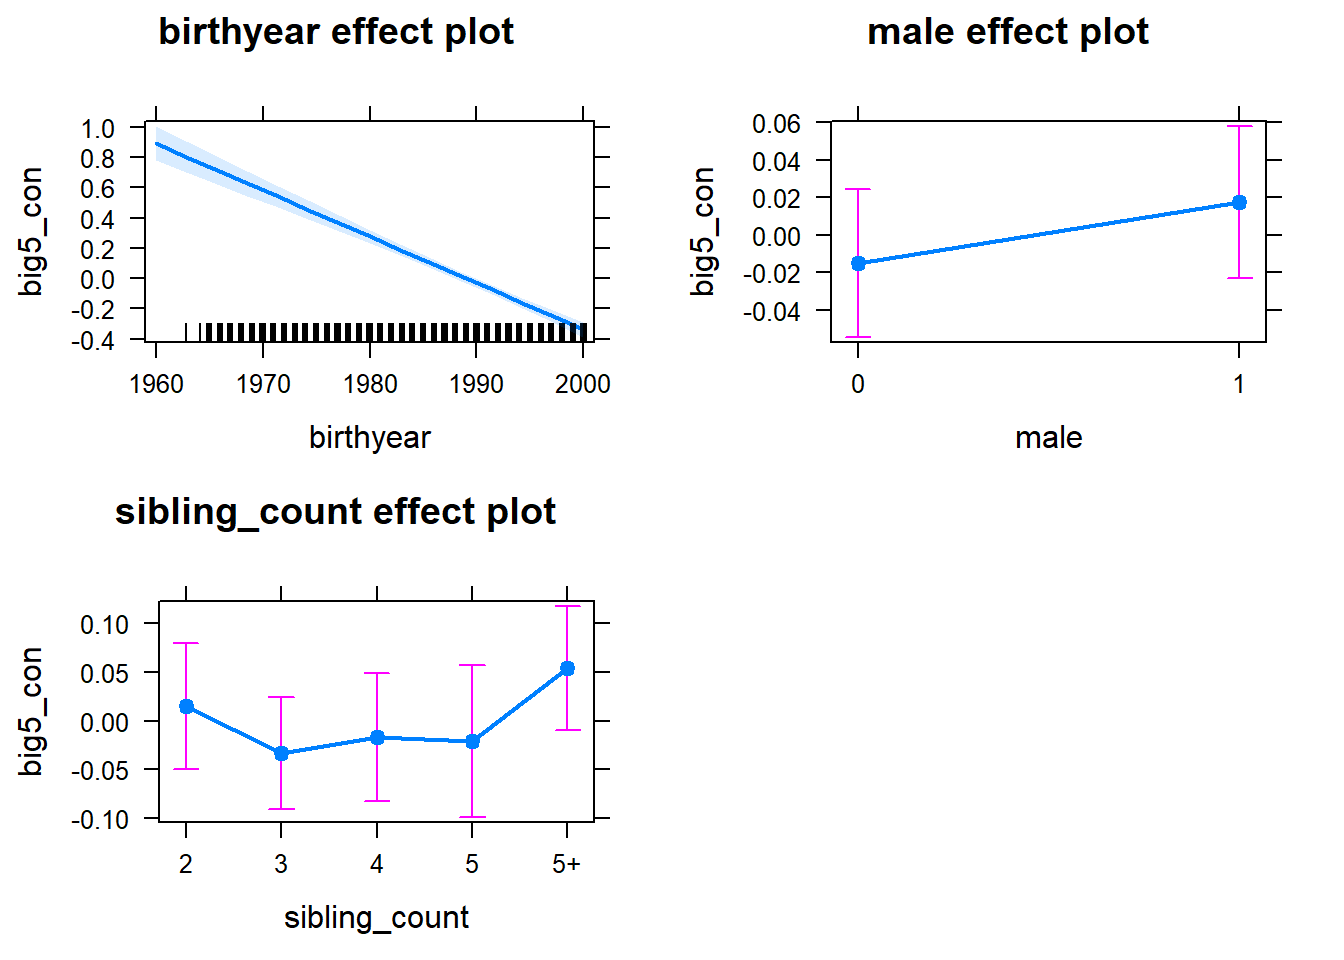 birthyear effect plot
big5_con
1.0
0.8
0.6
0.4
0.2
0.0
-0.2
-0.4
1960 1970 1980 1990 2000
birthyear
male effect plot
big5_con
0.06
0.04
0.02
0.00
-0.02
-0.04
0 1
male
sibling_count effect plot
big5_con
0.10
0.05
0.00
-0.05
-0.10
2 3 4 5 5+
sibling_count